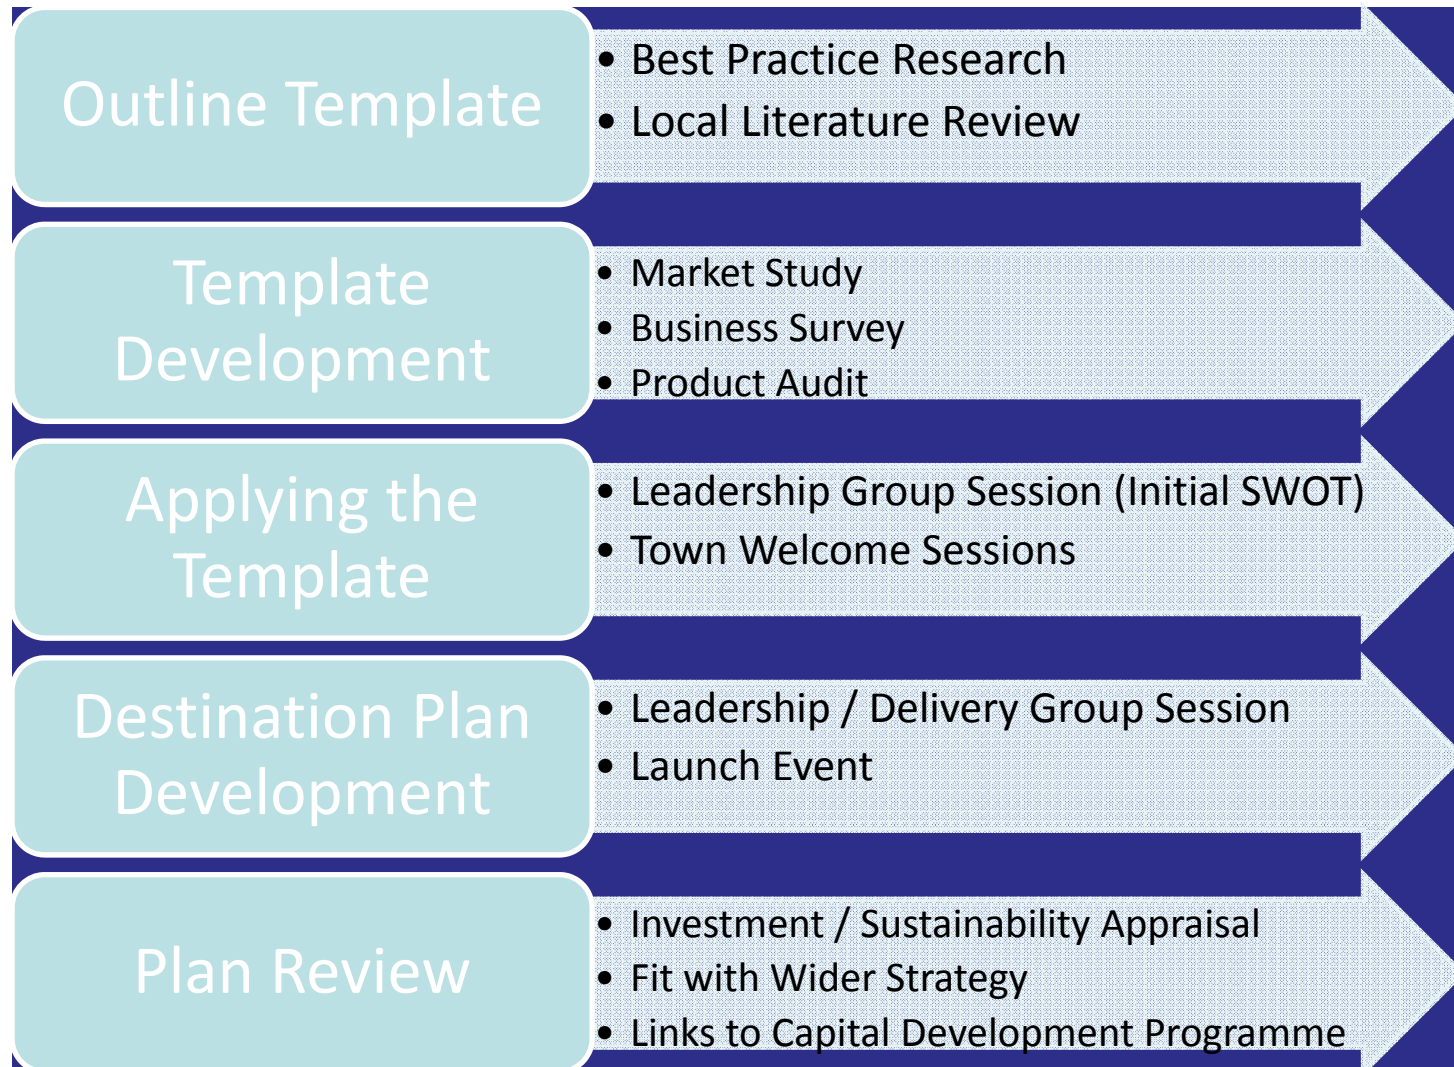 Outline Template
• Best Practice Research
• Local Literature Review
Template
Development
• Market Study
• Business Survey
• Product Audit
Applying the
Template
• Leadership Group Session (Initial SWOT)
• Town Welcome Sessions
Destination Plan
Development
• Leadership / Delivery Group Session
• Launch Event
Plan Review
• Investment / Sustainability Appraisal
• Fit with Wider Strategy
• Links to Capital Development Programme